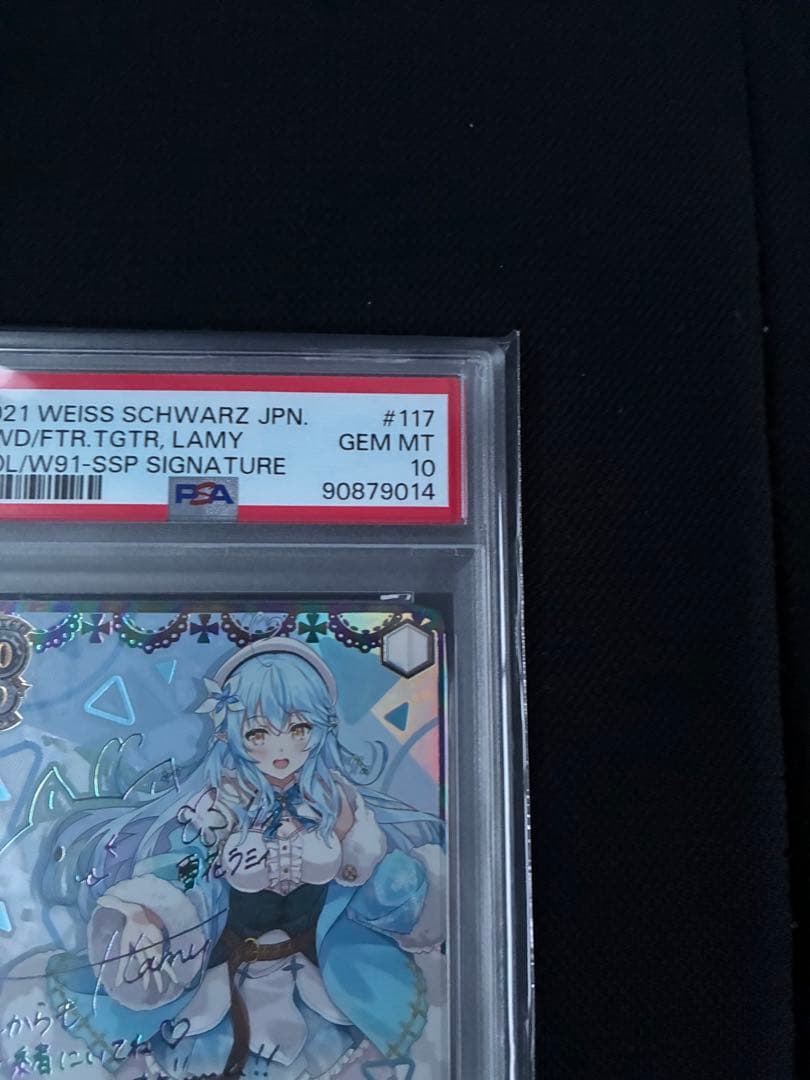 021 WEISS SCHWARZ JPN. #117
WD/FTR.TGTR, LAMY GEM MT
OL/W91-SSP SIGNATURE 10
PSA 90879014
雪花ラミィ
Lamy
からも
緒にいてね♡
!!